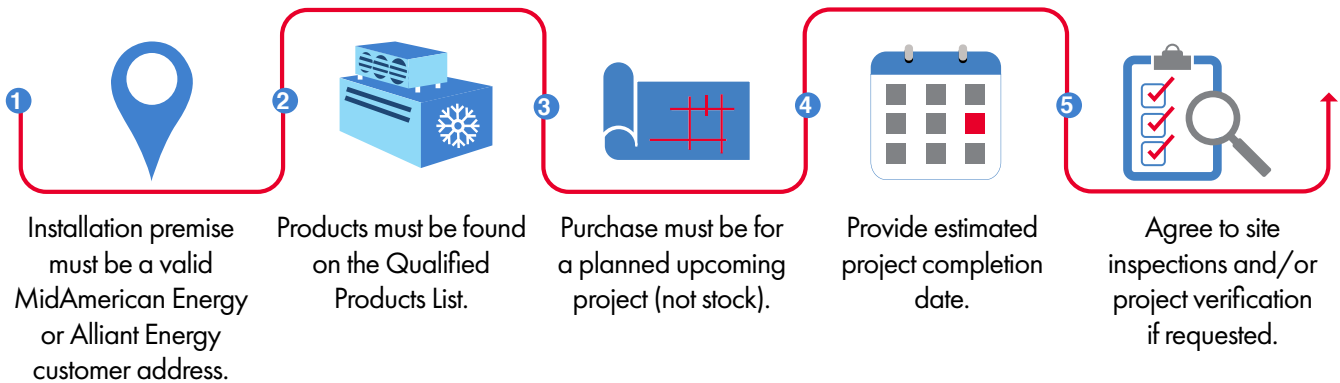 1
Installation premise
must be a valid
MidAmerican Energy
or Alliant Energy
customer address.
2
Products must be found
on the Qualified
Products List.
3
Purchase must be for
a planned upcoming
project (not stock).
4
Provide estimated
project completion
date.
5
Agree to site
inspections and/or
project verification
if requested.